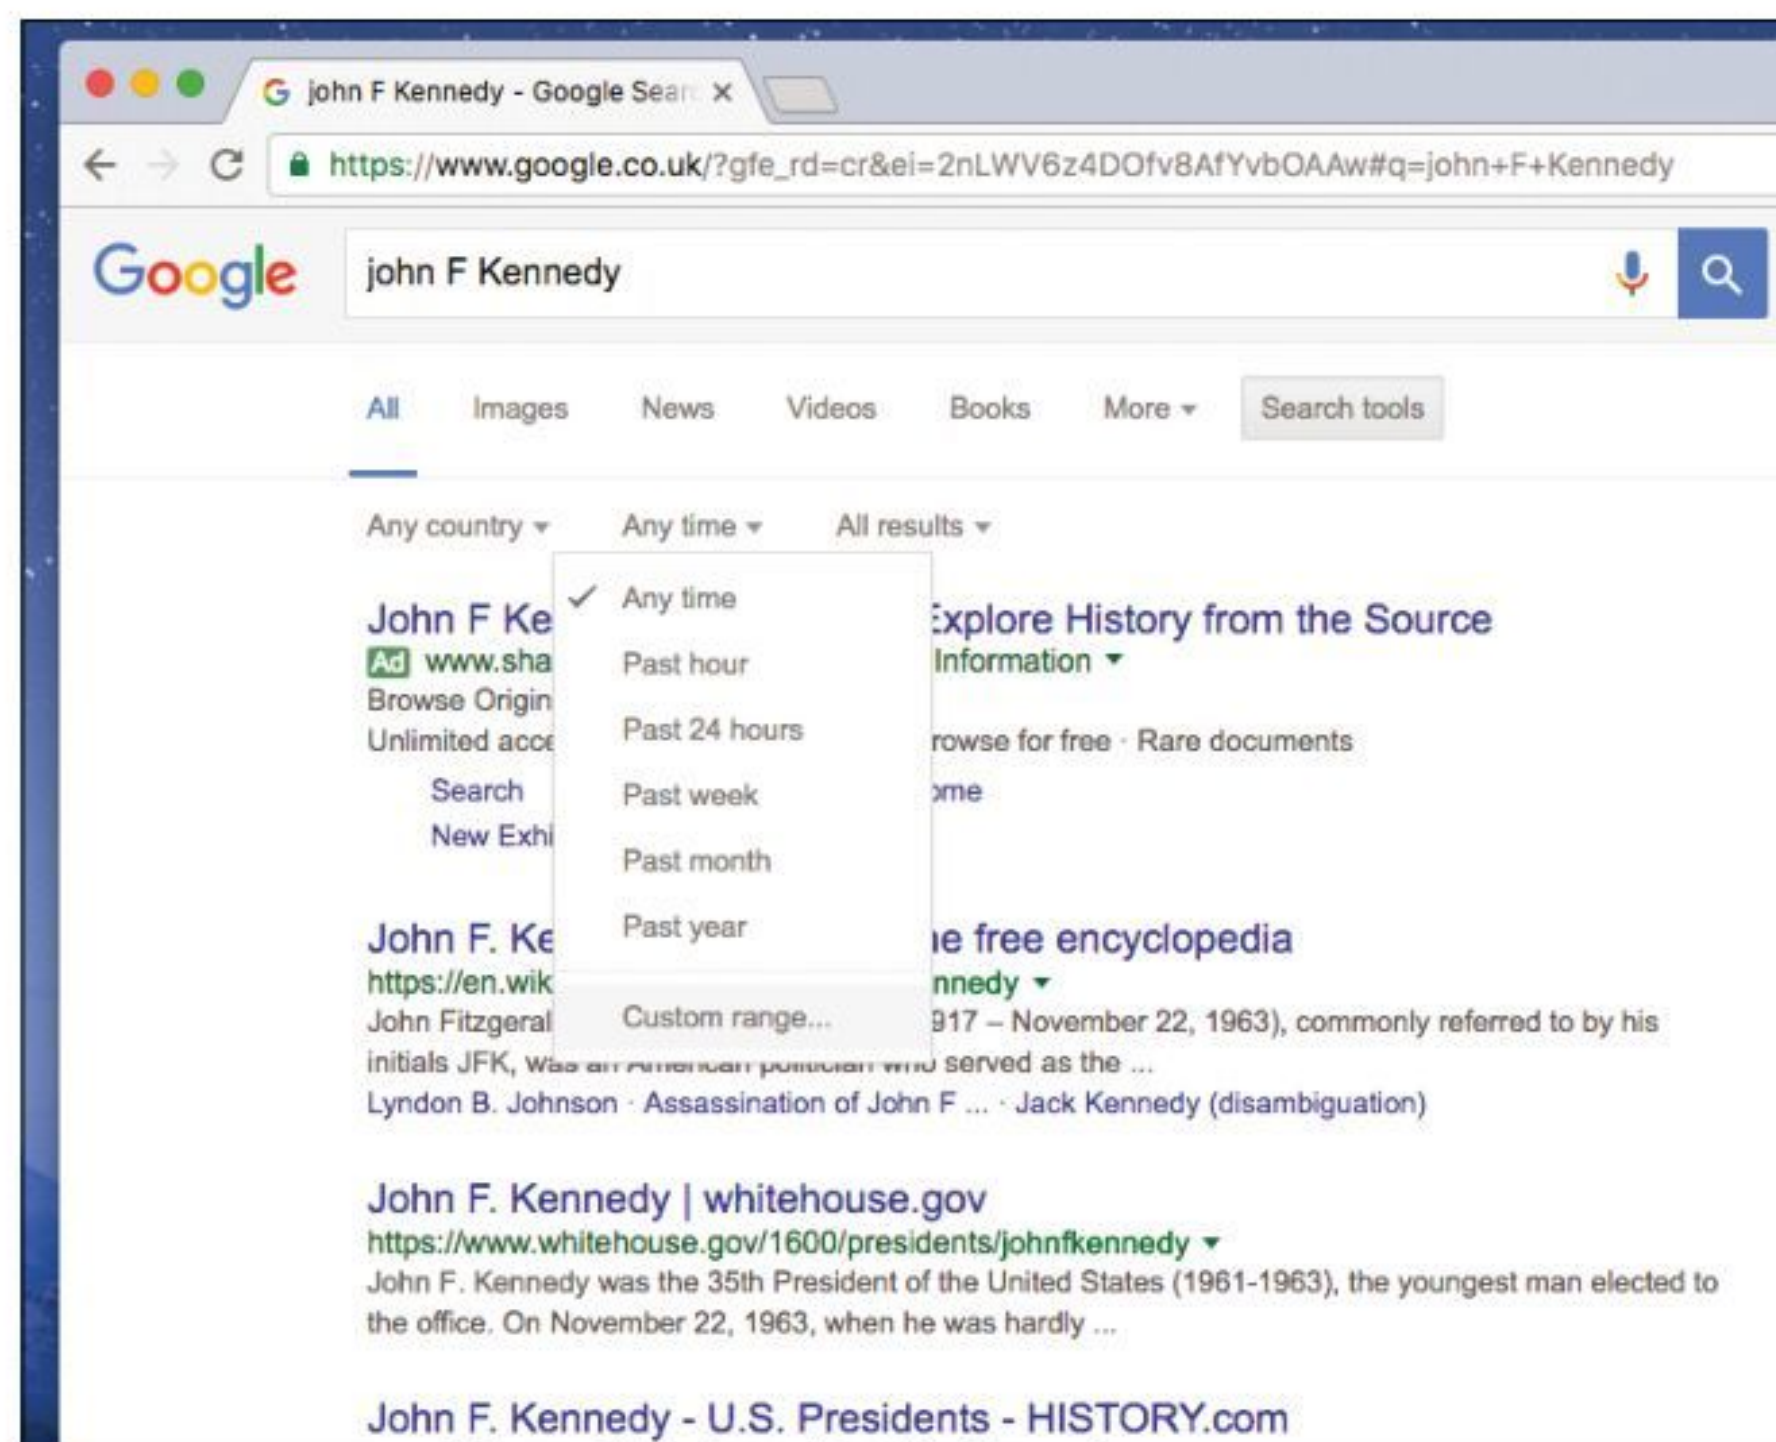 john F Kennedy - Google Sear
https://www.google.co.uk/?gfe_rd=cr&ei=2nLWV6z4DOfv8AfYvbOAAw#q=john+F+Kennedy
Google john F Kennedy
All Images News Videos Books More Search tools
Any country Any time All results
Any time
Past hour
Past 24 hours
Past week
Past month
Past year
Custom range...
John F Ke Explore History from the Source
Ad www.sha Information
Browse Origin
Unlimited acce rowse for free · Rare documents
Search ome
New Exhi
John F. Ke e free encyclopedia
https://en.wik nnedy
John Fitzgeral 917 – November 22, 1963), commonly referred to by his
initials JFK, was an American politician who served as the ...
Lyndon B. Johnson · Assassination of John F ... · Jack Kennedy (disambiguation)
John F. Kennedy | whitehouse.gov
https://www.whitehouse.gov/1600/presidents/johnfkennedy
John F. Kennedy was the 35th President of the United States (1961-1963), the youngest man elected to
the office. On November 22, 1963, when he was hardly ...
John F. Kennedy - U.S. Presidents - HISTORY.com